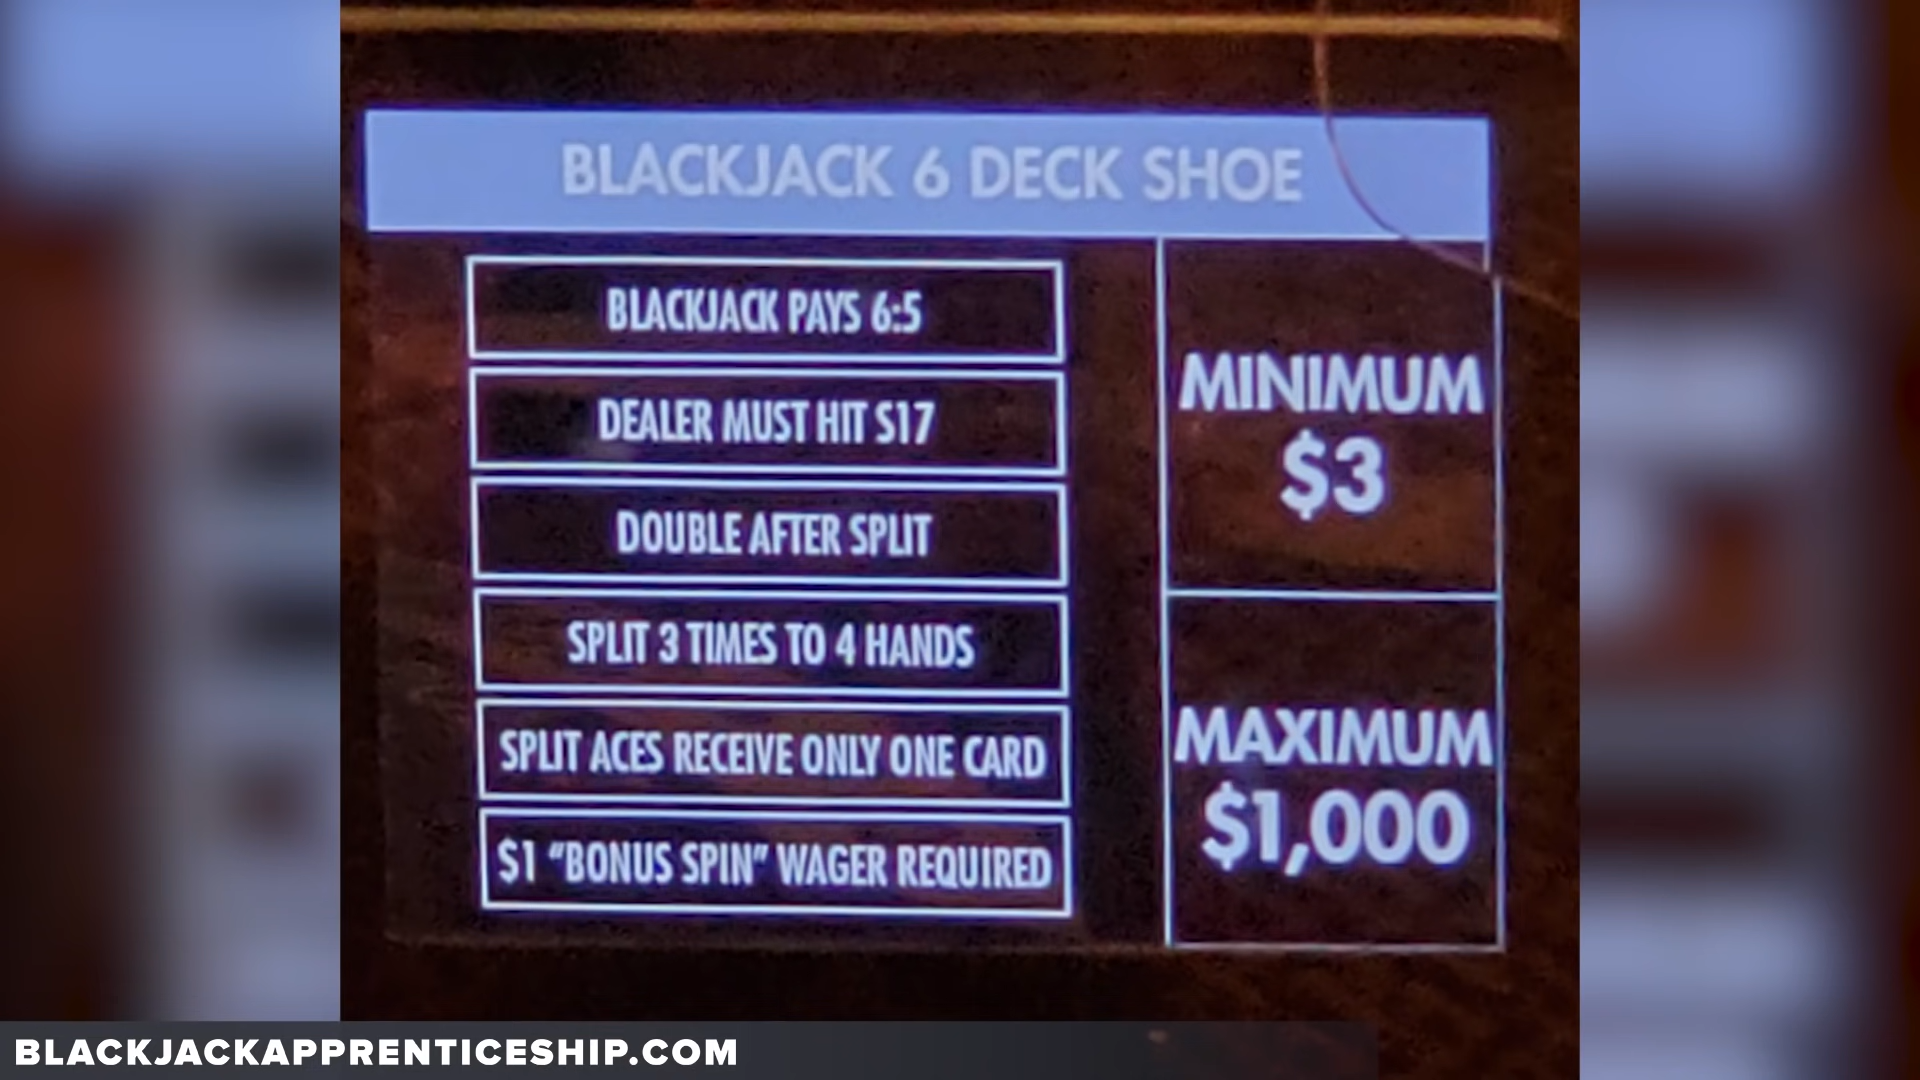 BLACKJACK 6 DECK SHOE
BLACKJACK PAYS 6:5
DEALER MUST HIT S17
DOUBLE AFTER SPLIT
SPLIT 3 TIMES TO 4 HANDS
SPLIT ACES RECEIVE ONLY ONE CARD
$1 “BONUS SPIN” WAGER REQUIRED
MINIMUM
$3
MAXIMUM
$1,000
BLACKJACKAPPRENTICESHIP.COM